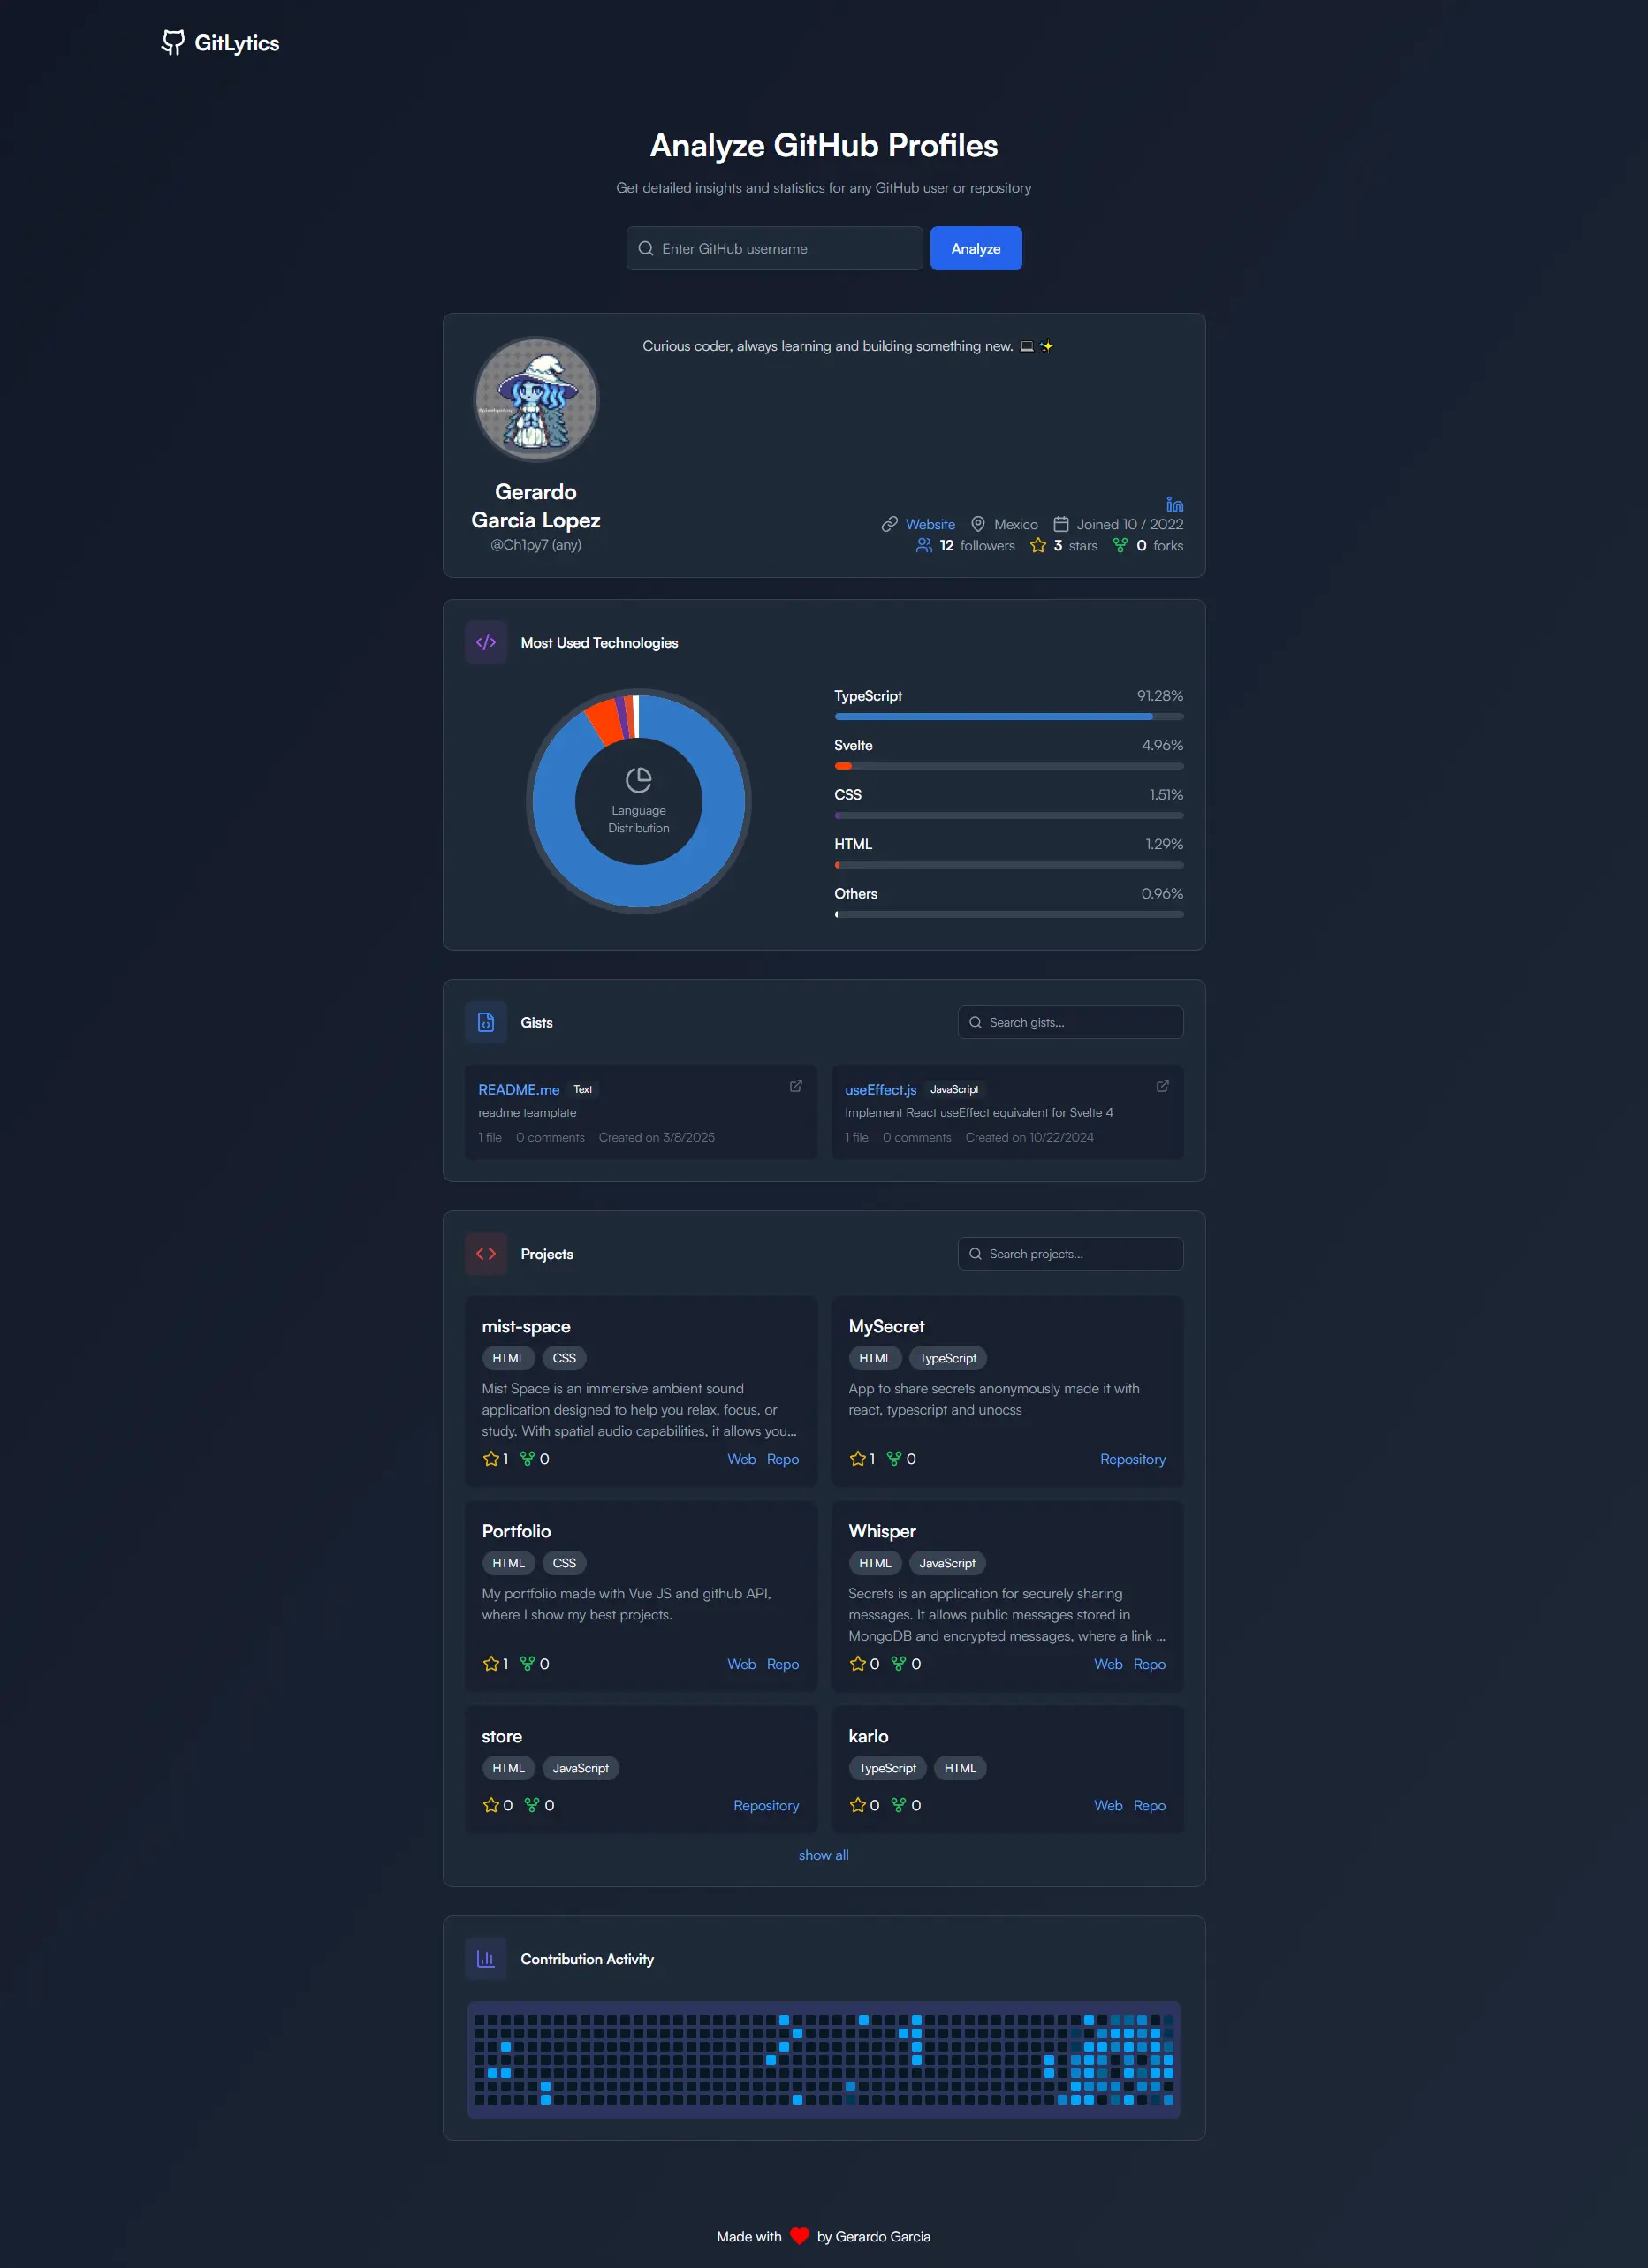 GitLytics
Analyze GitHub Profiles
Get detailed insights and statistics for any GitHub user or repository
Enter GitHub username
Analyze
Curious coder, always learning and building something new. 💻 ✨
Gerardo
Garcia Lopez
@Ch1py7 (any)
Website Mexico Joined 10 / 2022
12 followers 3 stars 0 forks
Most Used Technologies
Language
Distribution
TypeScript 91.28%
Svelte 4.96%
CSS 1.51%
HTML 1.29%
Others 0.96%
Gists
Search gists...
README.me Text
readme teamplate
1 file 0 comments Created on 3/8/2025
useEffect.js JavaScript
Implement React useEffect equivalent for Svelte 4
1 file 0 comments Created on 10/22/2024
Projects
Search projects...
mist-space
HTML CSS
Mist Space is an immersive ambient sound
application designed to help you relax, focus, or
study. With spatial audio capabilities, it allows you...
1 0 Web Repo
MySecret
HTML TypeScript
App to share secrets anonymously made it with
react, typescript and unocss
1 0 Repository
Portfolio
HTML CSS
My portfolio made with Vue JS and github API,
where I show my best projects.
1 0 Web Repo
Whisper
HTML JavaScript
Secrets is an application for securely sharing
messages. It allows public messages stored in
MongoDB and encrypted messages, where a link ...
0 0 Web Repo
store
HTML JavaScript
0 0 Repository
karlo
TypeScript HTML
0 0 Web Repo
show all
Contribution Activity
Made with ❤ by Gerardo Garcia